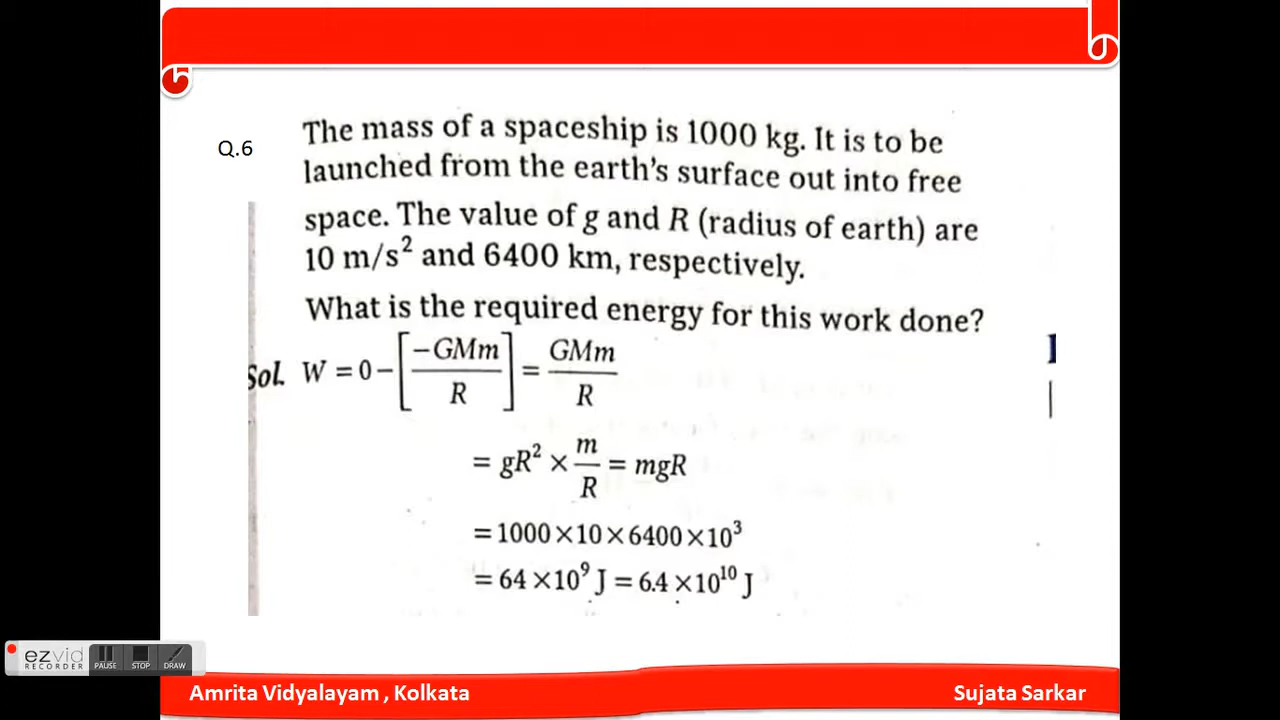 Q.6
The mass of a spaceship is 1000 kg. It is to be
launched from the earth's surface out into free
space. The value of g and R (radius of earth) are
10 m/s² and 6400 km, respectively.
What is the required energy for this work done?
Sol. W = 0 − [−GMm / R] = GMm / R
= gR² × m / R = mgR
= 1000 × 10 × 6400 × 10³
= 64 × 10⁹ J = 6.4 × 10¹⁰ J
ezvid
RECORDER
PAUSE
STOP
DRAW
Amrita Vidyalayam , Kolkata
Sujata Sarkar